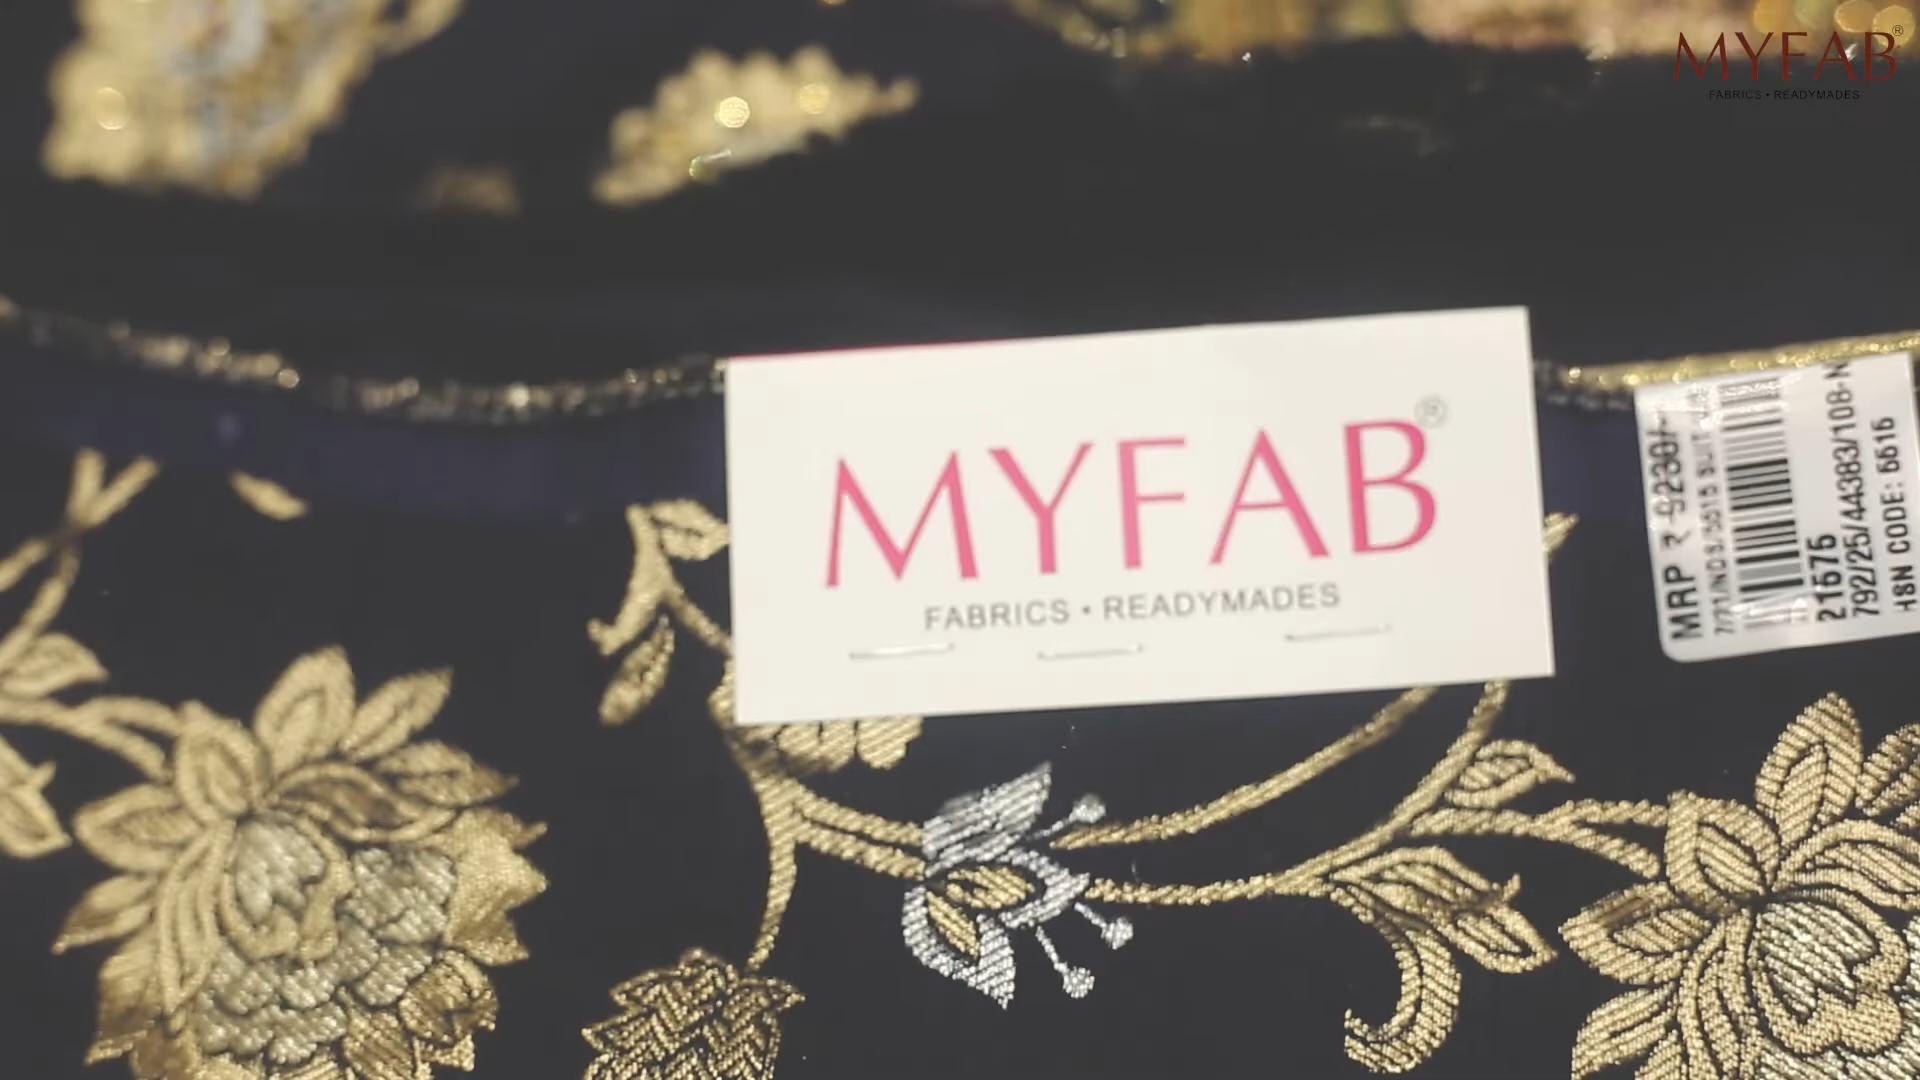 MYFAB®
FABRICS • READYMADES
MYFAB®
FABRICS • READYMADES
MRP ₹ 9230/-
21575
792/25/44383/108-N
HSN CODE: 5515